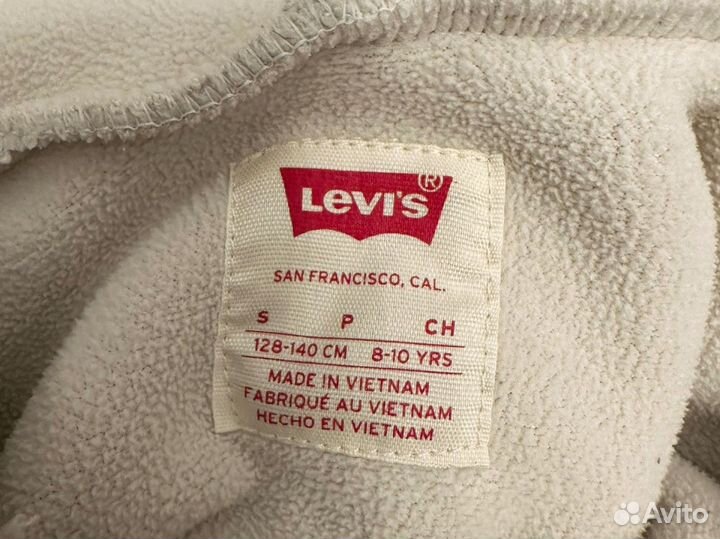 LEVI'S®
SAN FRANCISCO, CAL.
S P CH
128-140 CM 8-10 YRS
MADE IN VIETNAM
FABRIQUÉ AU VIETNAM
HECHO EN VIETNAM
Avito